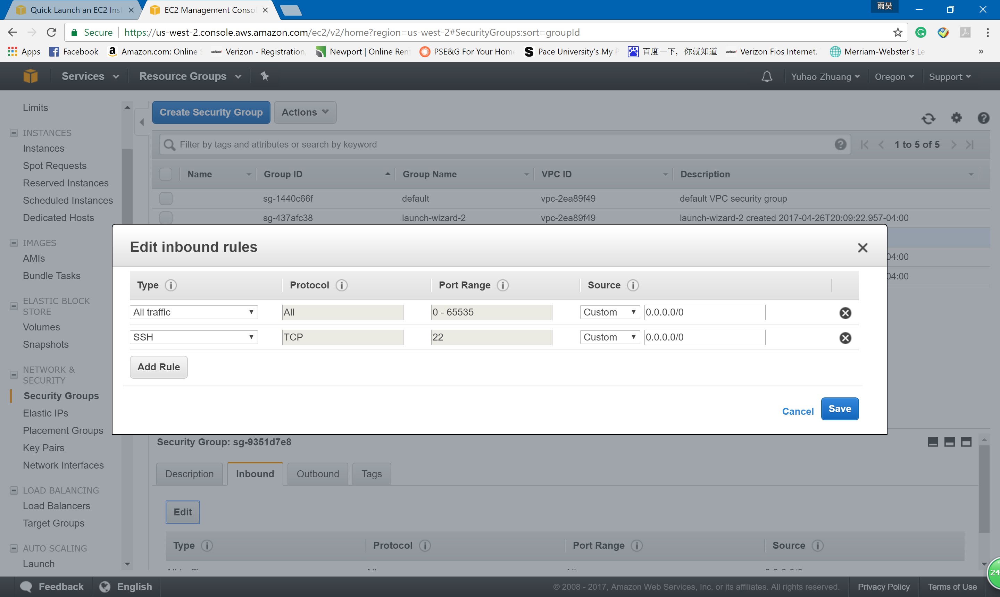 Quick Launch an EC2 Inst
EC2 Management Consol
雨昊
Secure https://us-west-2.console.aws.amazon.com/ec2/v2/home?region=us-west-2#SecurityGroups:sort=groupId
Apps Facebook Amazon.com: Online Verizon - Registration, Newport | Online Rent PSE&G For Your Home Pace University's My P 百度一下，你就知道 Verizon Fios Internet, Merriam-Webster's Le »
Services Resource Groups Yuhao Zhuang Oregon Support
Limits
INSTANCES
Instances
Spot Requests
Reserved Instances
Scheduled Instances
Dedicated Hosts
IMAGES
AMIs
Bundle Tasks
ELASTIC BLOCK
STORE
Volumes
Snapshots
NETWORK &
SECURITY
Security Groups
Elastic IPs
Placement Groups
Key Pairs
Network Interfaces
LOAD BALANCING
Load Balancers
Target Groups
AUTO SCALING
Launch
Create Security Group Actions
Filter by tags and attributes or search by keyword
1 to 5 of 5
Name Group ID Group Name VPC ID Description
sg-1440c66f default vpc-2ea89f49 default VPC security group
sg-437afc38 launch-wizard-2 vpc-2ea89f49 launch-wizard-2 created 2017-04-26T20:09:22.957-04:00
04:00
04:00
Edit inbound rules
Type Protocol Port Range Source
All traffic All 0 - 65535 Custom 0.0.0.0/0
SSH TCP 22 Custom 0.0.0.0/0
Add Rule
Cancel Save
Security Group: sg-9351d7e8
Description Inbound Outbound Tags
Edit
Type Protocol Port Range Source
24
Feedback English © 2008 - 2017, Amazon Web Services, Inc. or its affiliates. All rights reserved. Privacy Policy Terms of Use